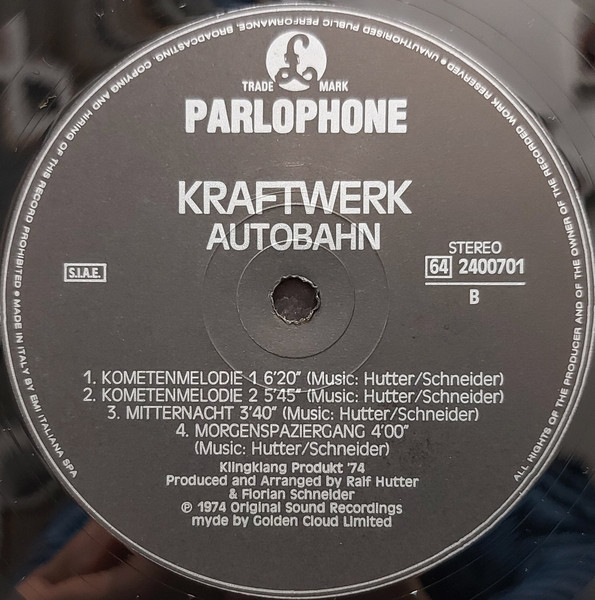 TRADE MARK
PARLOPHONE
KRAFTWERK
AUTOBAHN
STEREO
64 2400701
B
S.I.A.E.
1. KOMETENMELODIE 1 6'20" (Music: Hutter/Schneider)
2. KOMETENMELODIE 2 5'45" (Music: Hutter/Schneider)
3. MITTERNACHT 3'40" (Music: Hutter/Schneider)
4. MORGENSPAZIERGANG 4'00"
(Music: Hutter/Schneider)
Klingklang Produkt '74
Produced and Arranged by Ralf Hutter
& Florian Schneider
℗ 1974 Original Sound Recordings
myde by Golden Cloud Limited
ALL NIGHTS OF THE PRODUCER AND OF THE OWNER OF THE RECORDED WORK RESERVED • UNAUTHORISED PUBLIC PERFORMANCE, BROADCASTING, COPYING AND HIRING OF THIS RECORD PROHIBITED • MADE IN ITALY BY EMI ITALIANA SPA